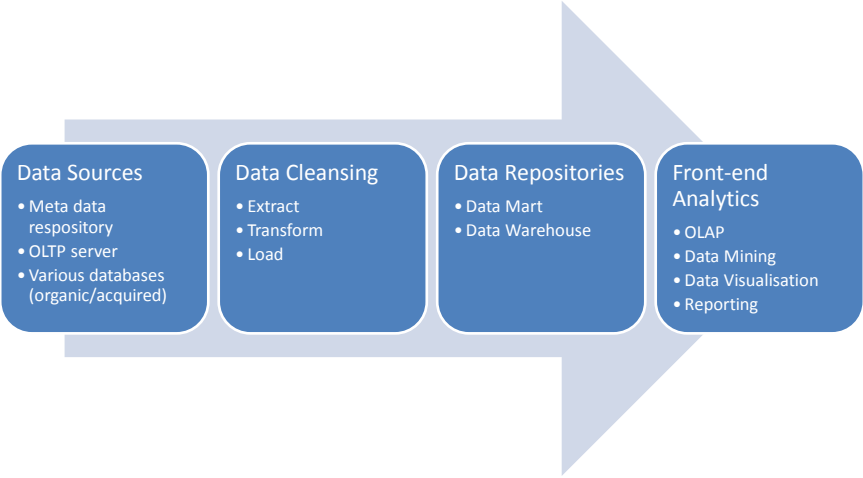 Data Sources
• Meta data
respository
• OLTP server
• Various databases
(organic/acquired)
Data Cleansing
• Extract
• Transform
• Load
Data Repositories
• Data Mart
• Data Warehouse
Front-end
Analytics
• OLAP
• Data Mining
• Data Visualisation
• Reporting